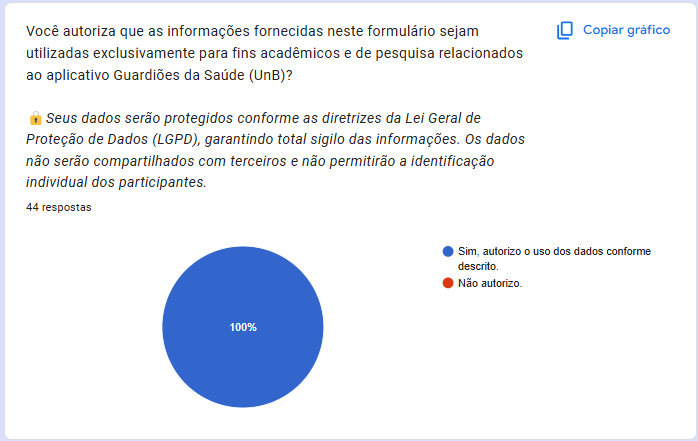 Você autoriza que as informações fornecidas neste formulário sejam
utilizadas exclusivamente para fins acadêmicos e de pesquisa relacionados
ao aplicativo Guardiões da Saúde (UnB)?
Copiar gráfico
🔒 Seus dados serão protegidos conforme as diretrizes da Lei Geral de
Proteção de Dados (LGPD), garantindo total sigilo das informações. Os dados
não serão compartilhados com terceiros e não permitirão a identificação
individual dos participantes.
44 respostas
Sim, autorizo o uso dos dados conforme
descrito.
Não autorizo.
100%